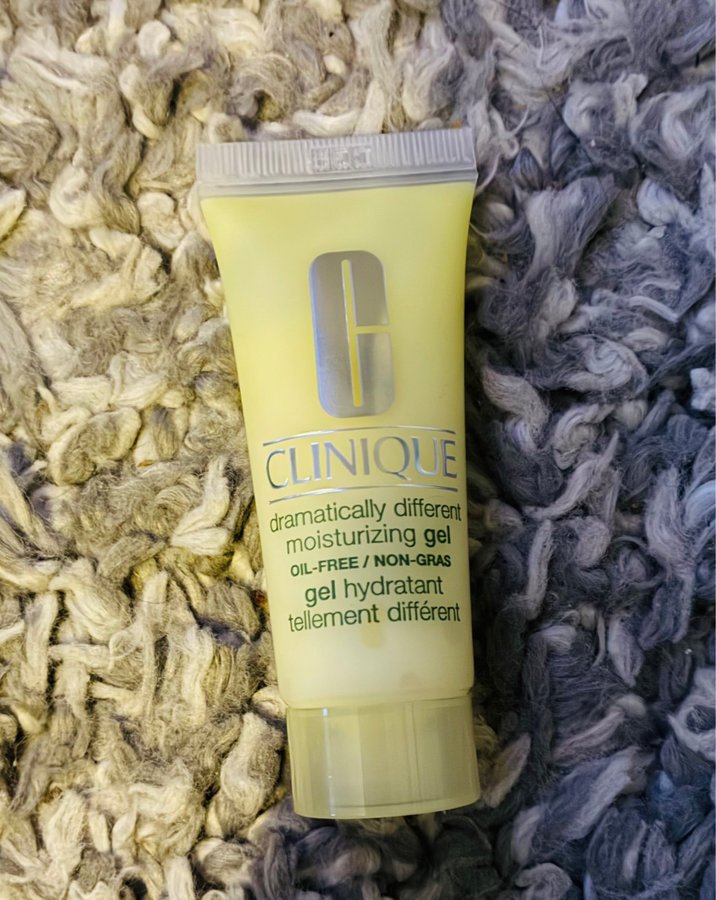 CLINIQUE
dramatically different
moisturizing gel
OIL-FREE / NON-GRAS
gel hydratant
tellement différent